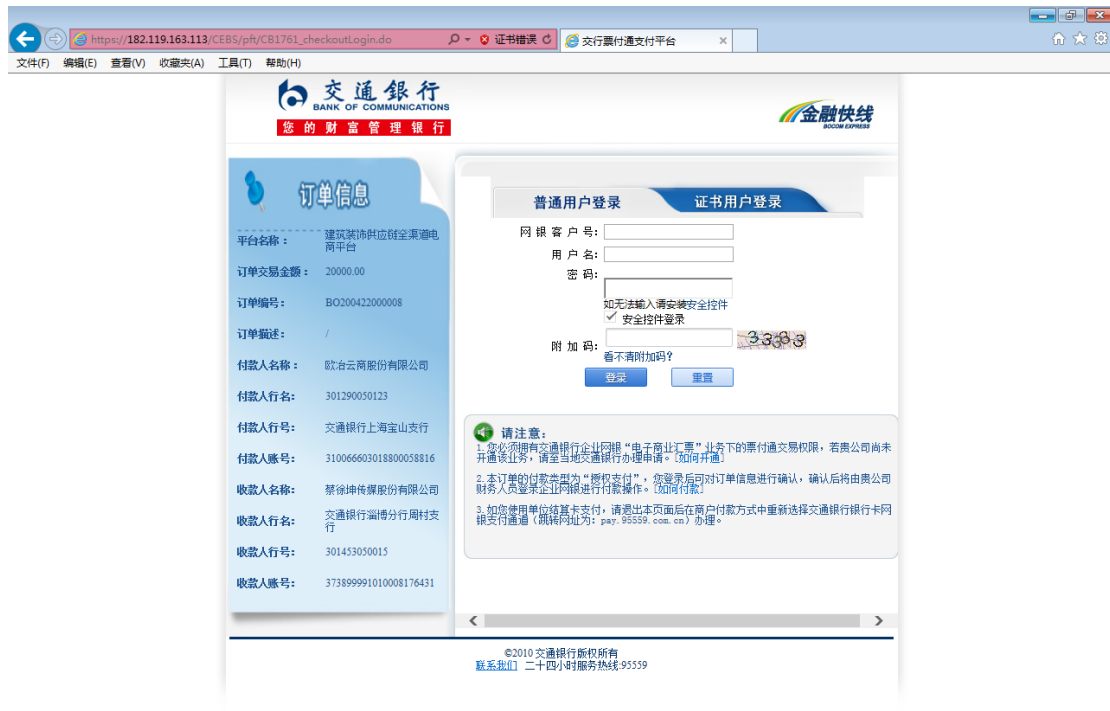 https://182.119.163.113/CEBS/pft/CB1761_checkoutLogin.do
证书错误
交行票付通支付平台
文件(F) 编辑(E) 查看(V) 收藏夹(A) 工具(T) 帮助(H)
交通銀行
BANK OF COMMUNICATIONS
您的财富管理银行
金融快线
BOCOM EXPRESS
订单信息
平台名称： 建筑装饰供应链全渠道电
商平台
订单交易金额： 20000.00
订单编号： BO200422000008
订单描述： /
付款人名称： 欧冶云商股份有限公司
付款人行名： 301290050123
付款人行号： 交通银行上海宝山支行
付款人账号： 310066603018800058816
收款人名称： 蔡徐坤传媒股份有限公司
收款人行名： 交通银行淄博分行周村支
行
收款人行号： 301453050015
收款人账号： 373899991010008176431
普通用户登录 证书用户登录
网银客户号:
用户名:
密码:
如无法输入请安装安全控件
安全控件登录
附加码:
看不清附加码?
登录 重置
请注意:
1.您必须拥有交通银行企业网银“电子商业汇票”业务下的票付通交易权限，若贵公司尚未
开通该业务，请至当地交通银行办理申请。[如何开通]
2.本订单的付款类型为“授权支付”，您登录后可对订单信息进行确认，确认后将由贵公司
财务人员登录企业网银进行付款操作。[如何付款]
3.如您使用单位结算卡支付，请退出本页面后在商户付款方式中重新选择交通银行银行卡网
银支付通道（跳转网址为: pay.95559.com.cn）办理。
©2010 交通银行版权所有
联系我们 二十四小时服务热线:95559